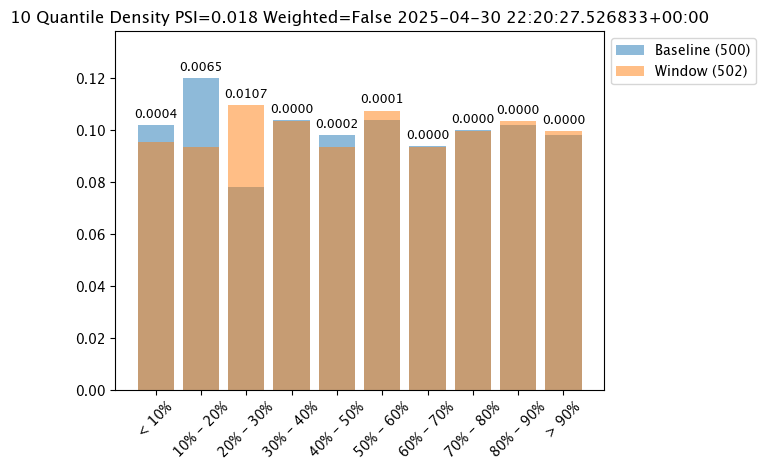 10 Quantile Density PSI=0.018 Weighted=False 2025-04-30 22:20:27.526833+00:00
Baseline (500)
Window (502)
0.12
0.10
0.08
0.06
0.04
0.02
0.00
0.0004
0.0065
0.0107
0.0000
0.0002
0.0001
0.0000
0.0000
0.0000
0.0000
< 10%
10% - 20%
20% - 30%
30% - 40%
40% - 50%
50% - 60%
60% - 70%
70% - 80%
80% - 90%
> 90%